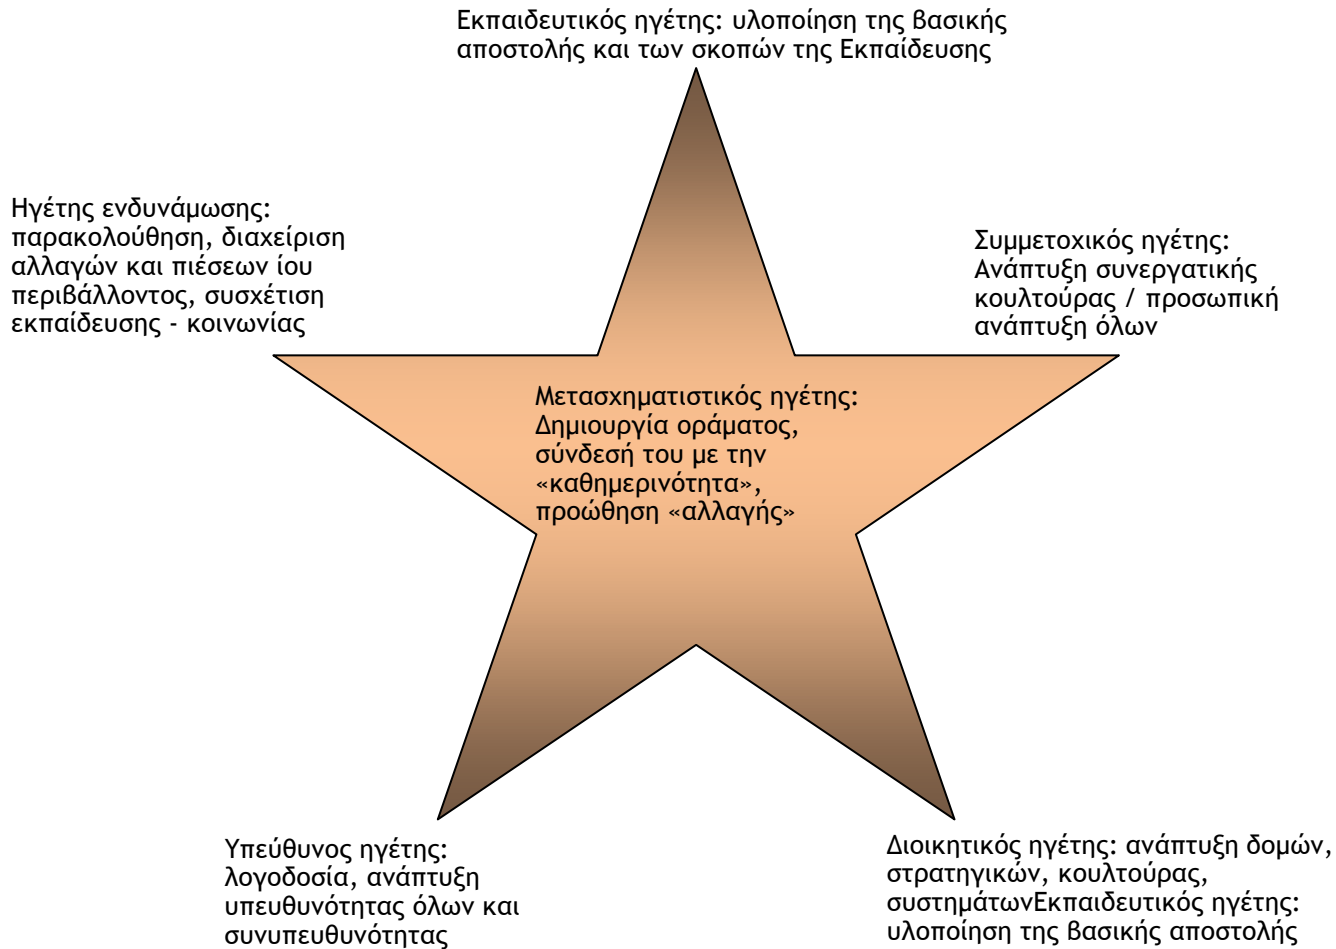 Εκπαιδευτικός ηγέτης: υλοποίηση της βασικής
αποστολής και των σκοπών της Εκπαίδευσης
Ηγέτης ενδυνάμωσης:
παρακολούθηση, διαχείριση
αλλαγών και πιέσεων ίου
περιβάλλοντος, συσχέτιση
εκπαίδευσης - κοινωνίας
Συμμετοχικός ηγέτης:
Ανάπτυξη συνεργατικής
κουλτούρας / προσωπική
ανάπτυξη όλων
Μετασχηματιστικός ηγέτης:
Δημιουργία οράματος,
σύνδεσή του με την
«καθημερινότητα»,
προώθηση «αλλαγής»
Υπεύθυνος ηγέτης:
λογοδοσία, ανάπτυξη
υπευθυνότητας όλων και
συνυπευθυνότητας
Διοικητικός ηγέτης: ανάπτυξη δομών,
στρατηγικών, κουλτούρας,
συστημάτωνΕκπαιδευτικός ηγέτης:
υλοποίηση της βασικής αποστολής